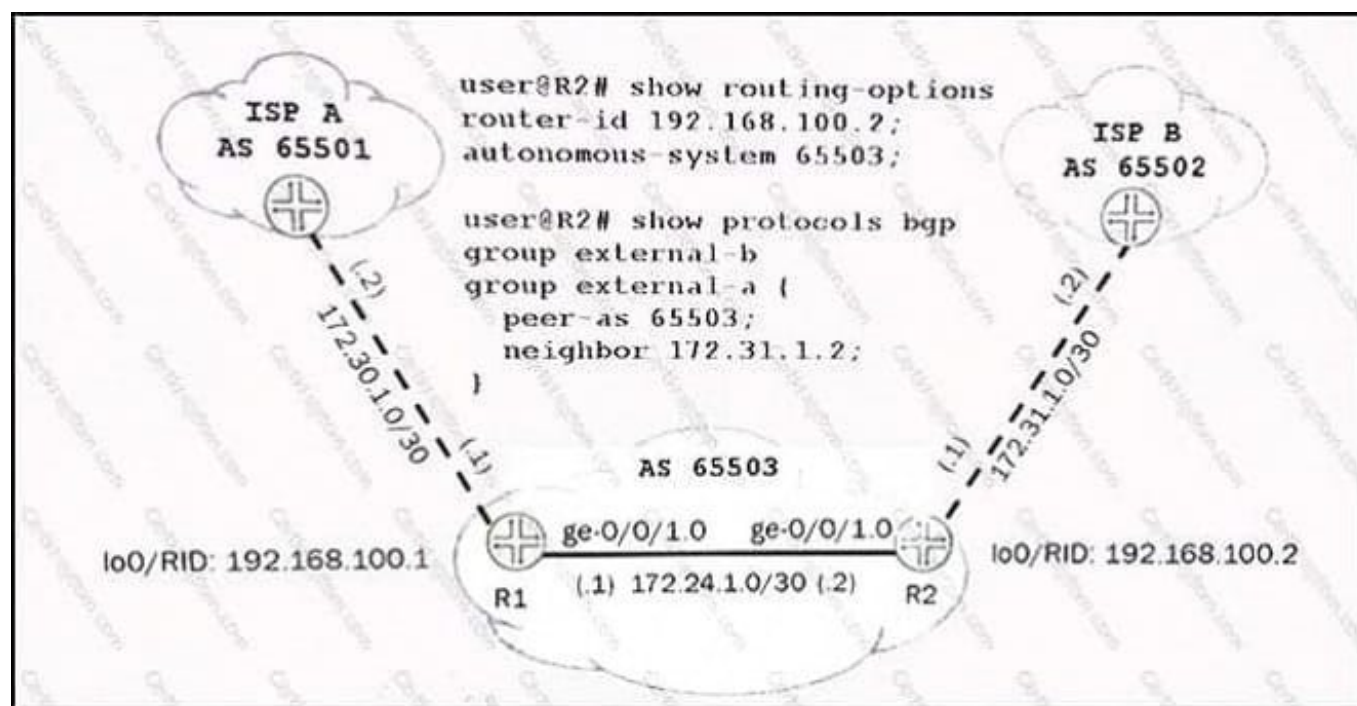 user@R2# show routing-options
router-id 192.168.100.2;
autonomous-system 65503;
user@R2# show protocols bgp
group external-b
group external-a {
peer-as 65503;
neighbor 172.31.1.2;
}
ISP A
AS 65501
ISP B
AS 65502
(.2)
172.30.1.0/30
(.1)
(.2)
172.31.1.0/30
(.1)
AS 65503
ge-0/0/1.0 ge-0/0/1.0
lo0/RID: 192.168.100.1
lo0/RID: 192.168.100.2
(.1) 172.24.1.0/30 (.2)
R1
R2